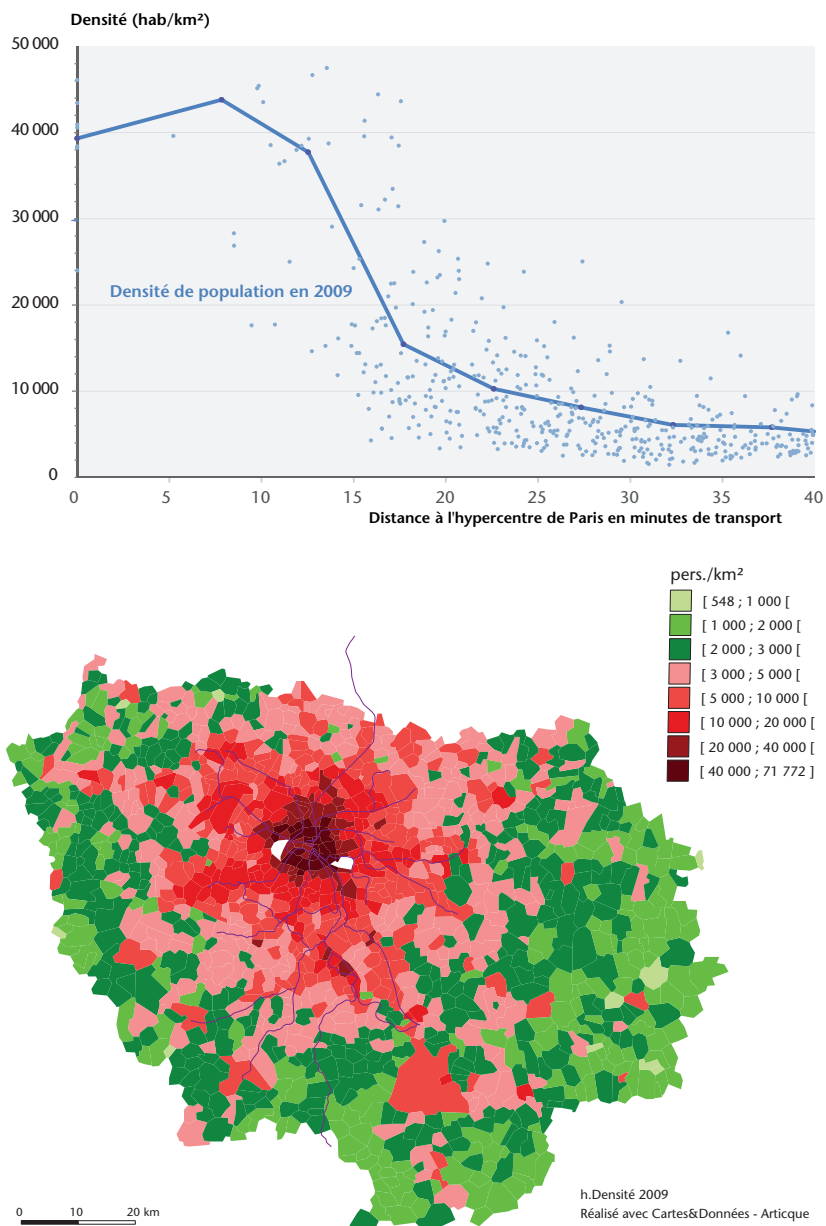 Densité (hab/km²)
50 000
40 000
30 000
20 000
10 000
0
Densité de population en 2009
0 5 10 15 20 25 30 35 40
Distance à l'hypercentre de Paris en minutes de transport
pers./km²
[ 548 ; 1 000 [
[ 1 000 ; 2 000 [
[ 2 000 ; 3 000 [
[ 3 000 ; 5 000 [
[ 5 000 ; 10 000 [
[ 10 000 ; 20 000 [
[ 20 000 ; 40 000 [
[ 40 000 ; 71 772 ]
0 10 20 km
h.Densité 2009
Réalisé avec Cartes&Données - Articque